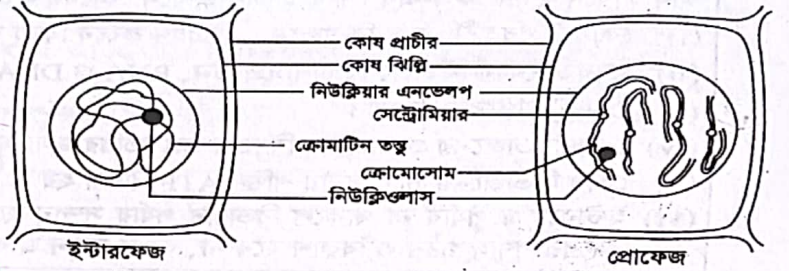 কোষ প্রাচীর
কোষ ঝিল্লি
নিউক্লিয়ার এনভেলপ
সেন্ট্রোমিয়ার
ক্রোমাটিন তন্তু
ক্রোমোসোম
নিউক্লিওলাস
ইন্টারফেজ
প্রোফেজ